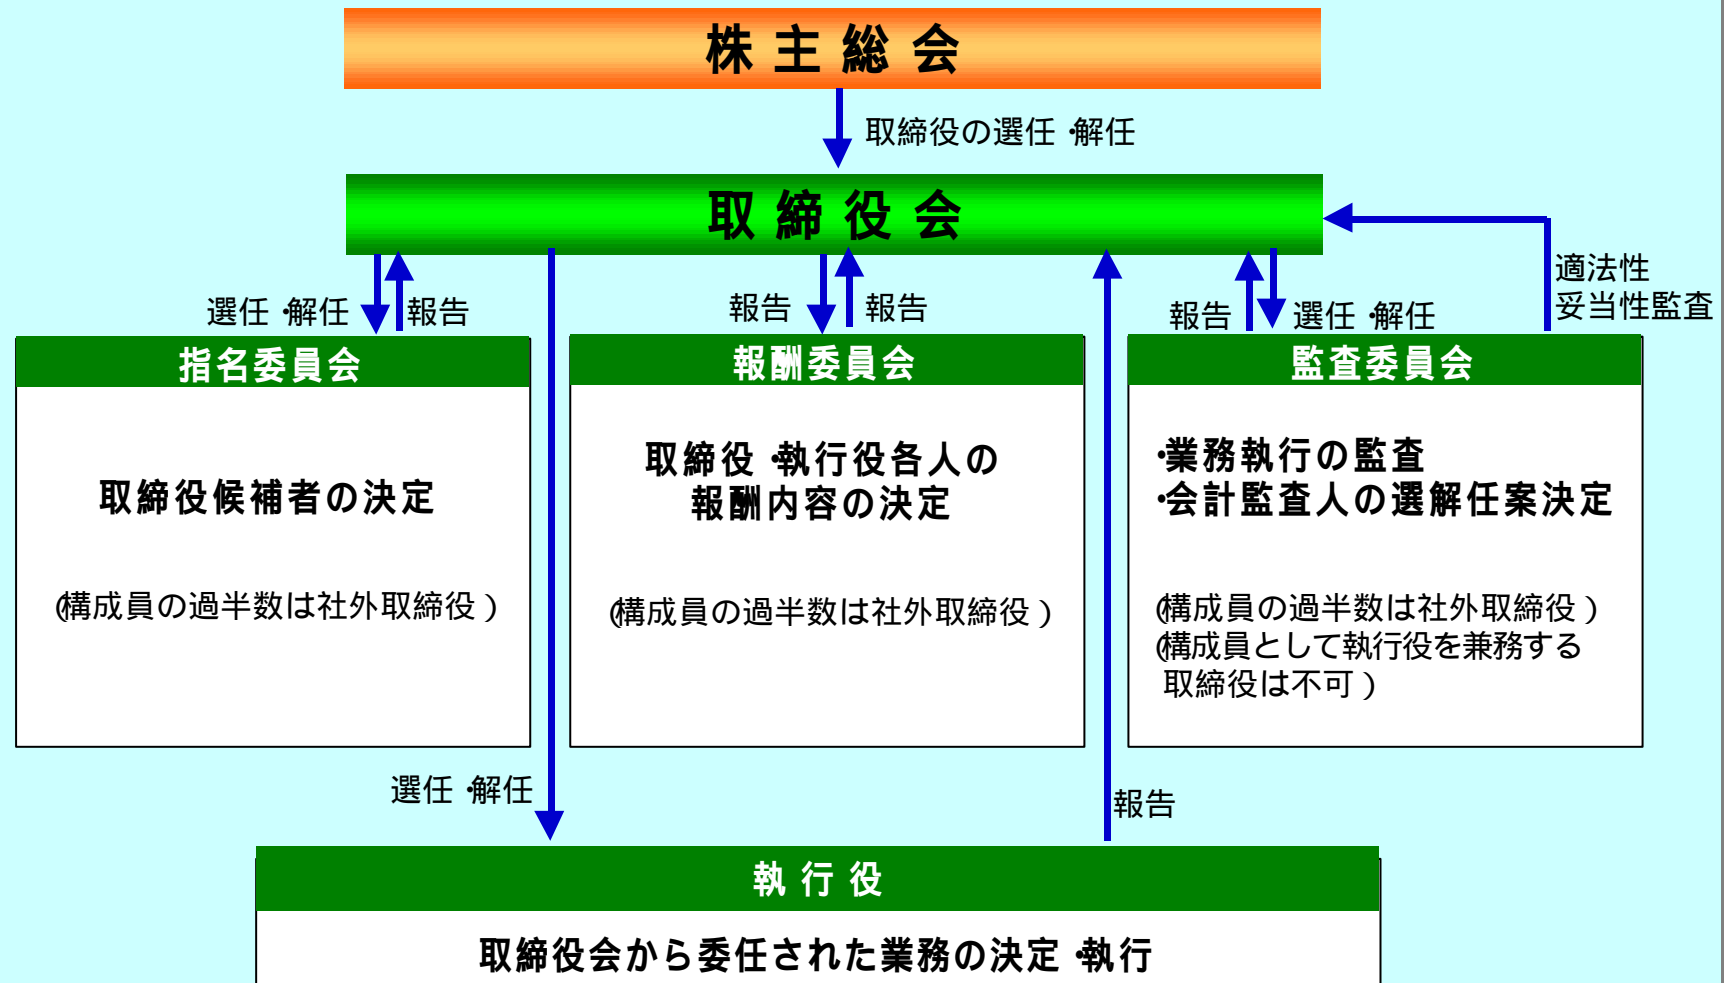 株主総会
取締役の選任・解任
取締役会
適法性
妥当性監査
選任・解任
報告
報告
報告
報告
選任・解任
指名委員会
取締役候補者の決定
(構成員の過半数は社外取締役)
報酬委員会
取締役・執行役各人の
報酬内容の決定
(構成員の過半数は社外取締役)
監査委員会
・業務執行の監査
・会計監査人の選解任案決定
(構成員の過半数は社外取締役)
(構成員として執行役を兼務する
取締役は不可)
選任・解任
報告
執行役
取締役会から委任された業務の決定・執行